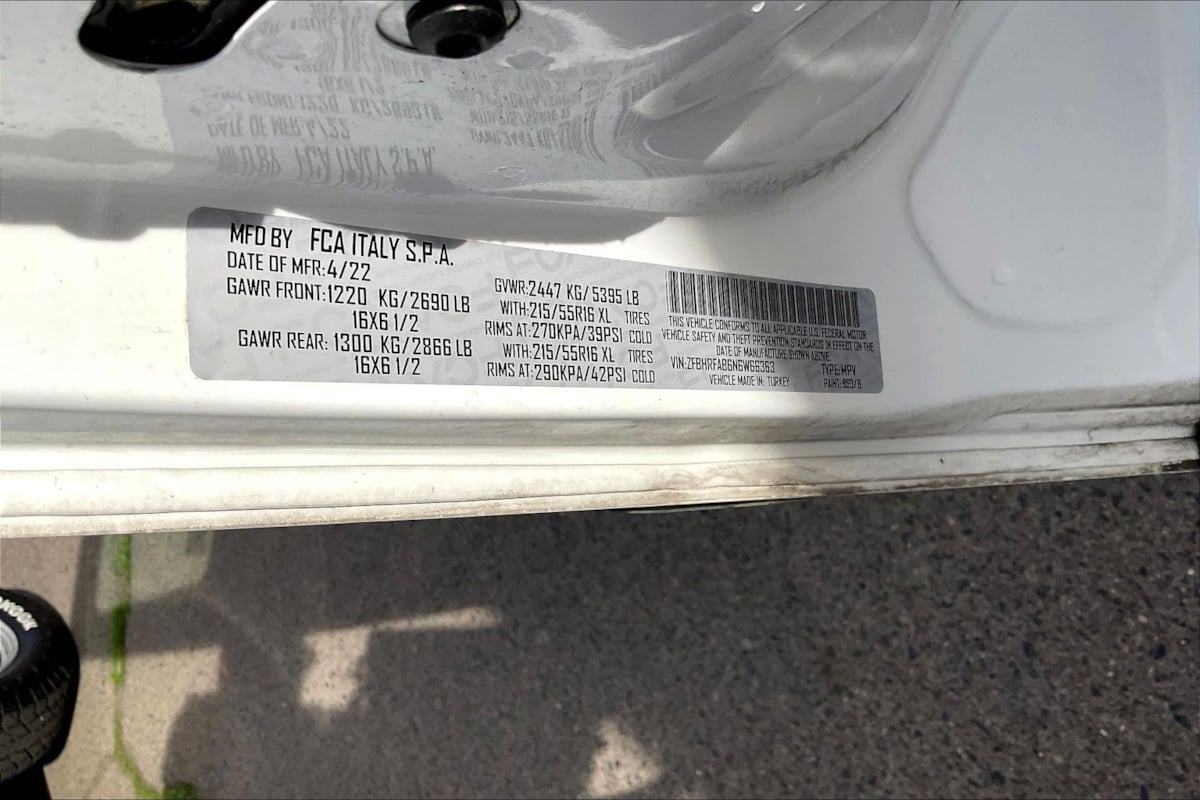 MFD BY FCA ITALY S.P.A.
DATE OF MFR:4/22
GAWR FRONT:1220 KG/2690 LB
16X6 1/2
GAWR REAR: 1300 KG/2866 LB
16X6 1/2
GVWR:2447 KG/ 5395 LB
WITH:215/55R16 XL TIRES
RIMS AT:270KPA/39PSI COLD
WITH:215/55R16 XL TIRES
RIMS AT:290KPA/42PSI COLD
THIS VEHICLE CONFORMS TO ALL APPLICABLE U.S. FEDERAL MOTOR
VEHICLE SAFETY AND THEFT PREVENTION STANDARDS IN EFFECT ON THE
DATE OF MANUFACTURE SHOWN ABOVE.
VIN:ZFBHRFAB6N6W66363 TYPE:MPV
VEHICLE MADE IN: TURKEY PAINT: